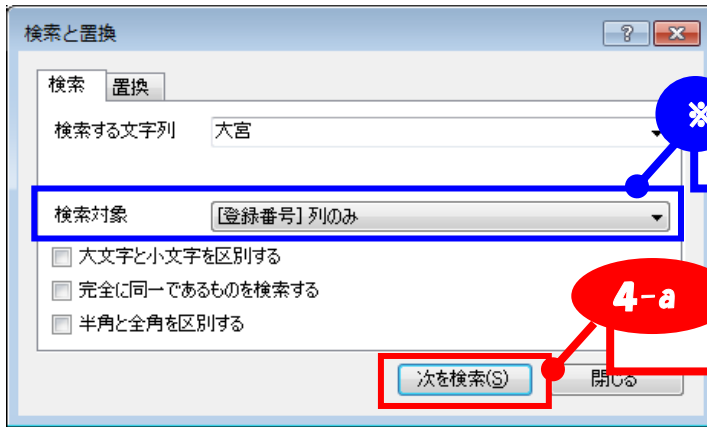 検索と置換
検索 置換
検索する文字列 大宮
※
検索対象 [登録番号] 列のみ
大文字と小文字を区別する
完全に同一であるものを検索する
半角と全角を区別する
4-a
次を検索(S) 閉じる